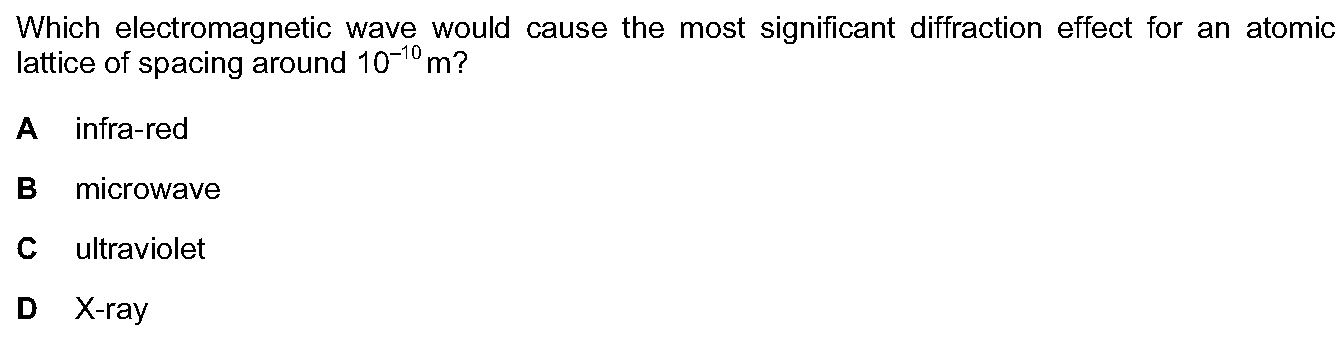 Which electromagnetic wave would cause the most significant diffraction effect for an atomic
lattice of spacing around 10⁻¹⁰ m?
A infra-red
B microwave
C ultraviolet
D X-ray